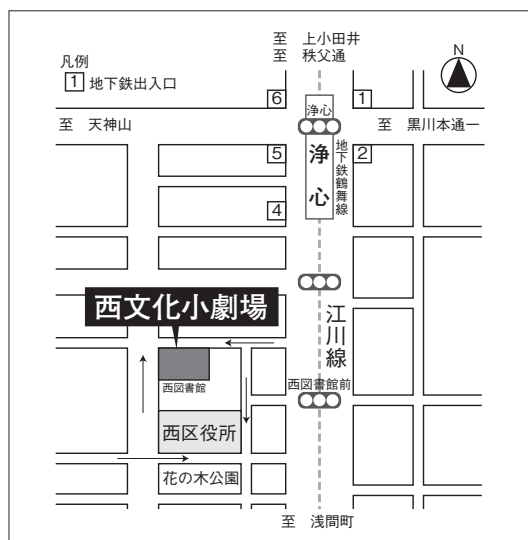 至 上小田井
至 秩父通
N
凡例
1 地下鉄出入口
6
浄心
1
至 天神山
至 黒川本通一
5
浄心
地下鉄鶴舞線
2
4
西文化小劇場
江川線
西図書館
西図書館前
西区役所
花の木公園
至 浅間町